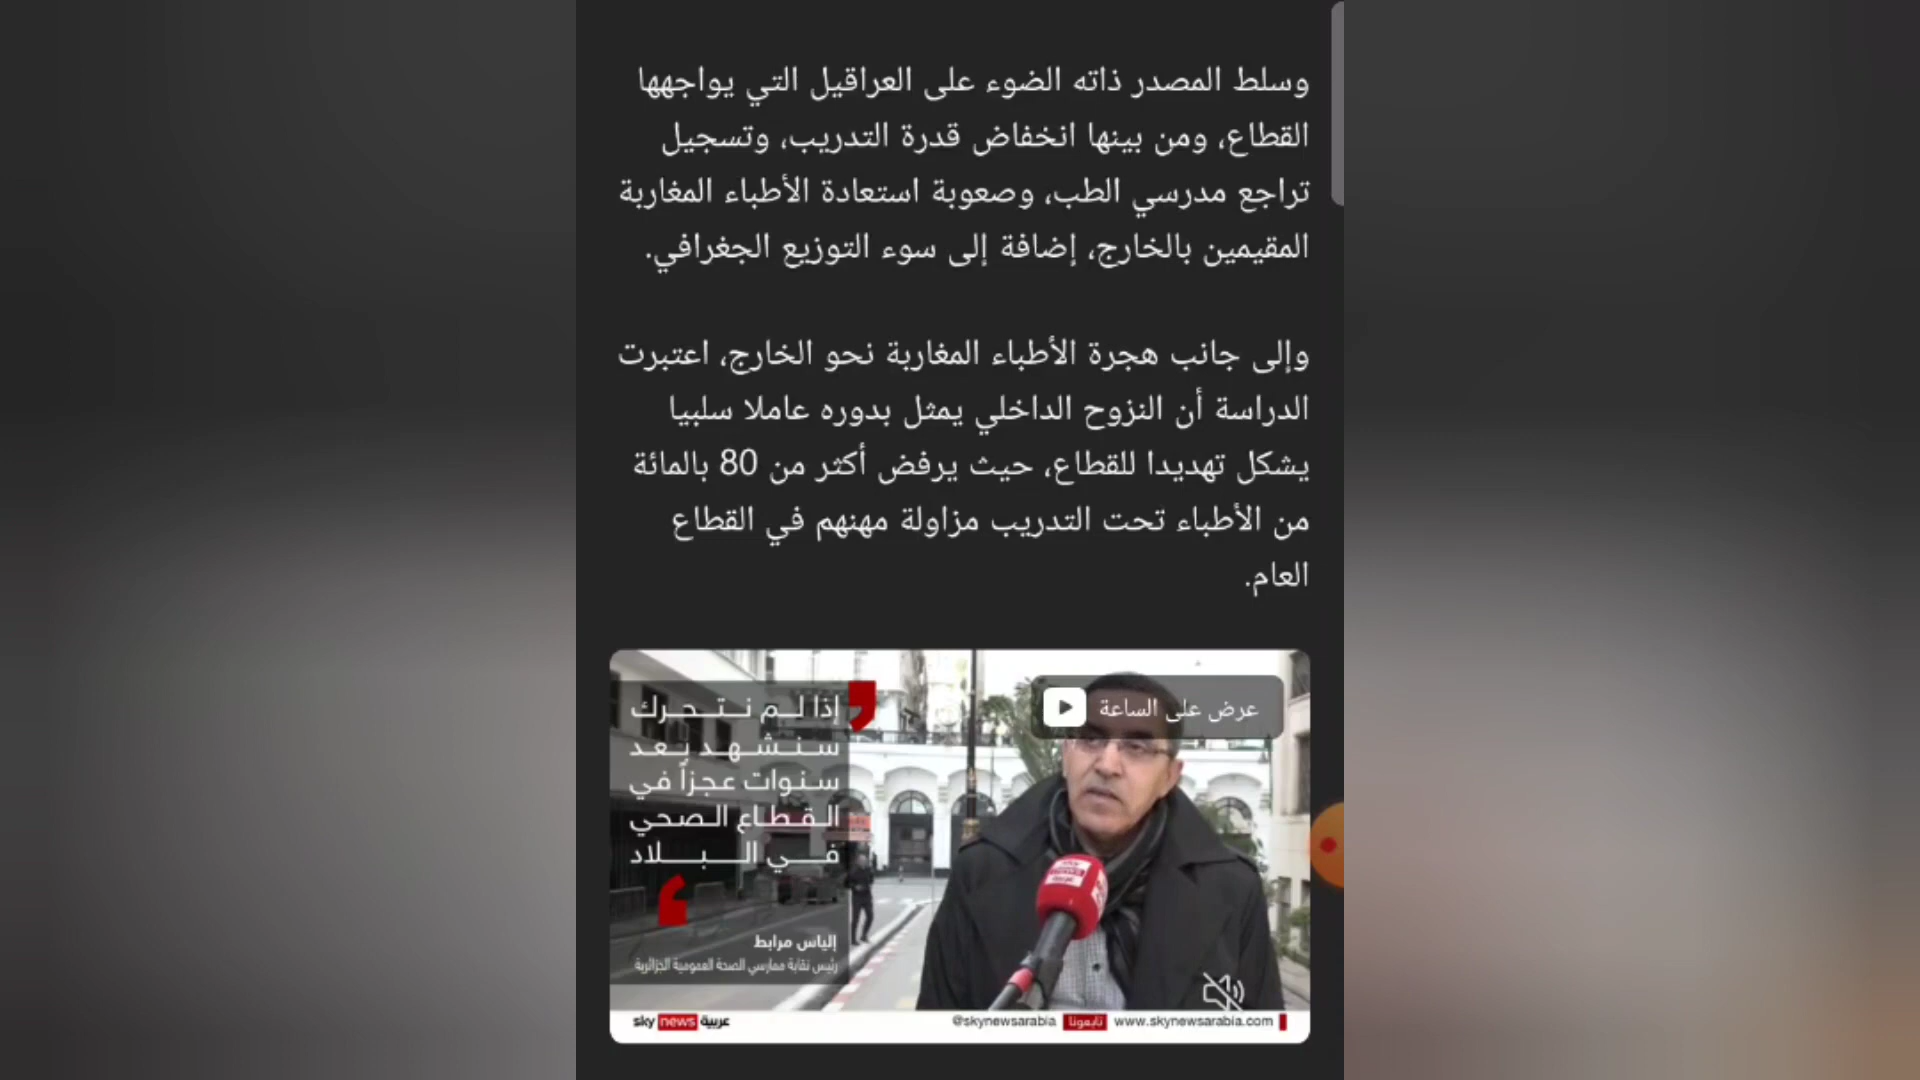 وسلط المصدر ذاته الضوء على العراقيل التي يواجهها
القطاع، ومن بينها انخفاض قدرة التدريب، وتسجيل
تراجع مدرسي الطب، وصعوبة استعادة الأطباء المغاربة
المقيمين بالخارج، إضافة إلى سوء التوزيع الجغرافي.
وإلى جانب هجرة الأطباء المغاربة نحو الخارج، اعتبرت
الدراسة أن النزوح الداخلي يمثل بدوره عاملا سلبيا
يشكل تهديدا للقطاع، حيث يرفض أكثر من 80 بالمائة
من الأطباء تحت التدريب مزاولة مهنهم في القطاع
العام.
عرض على الساعة
إذا لم نتحرك
سنشهد بعد
سنوات عجزاً في
القطاع الصحي
في البلاد
إلياس مرابط
رئيس نقابة ممارسي الصحة العمومية الجزائرية
sky news عربية
@skynewsarabia تابعونا www.skynewsarabia.com